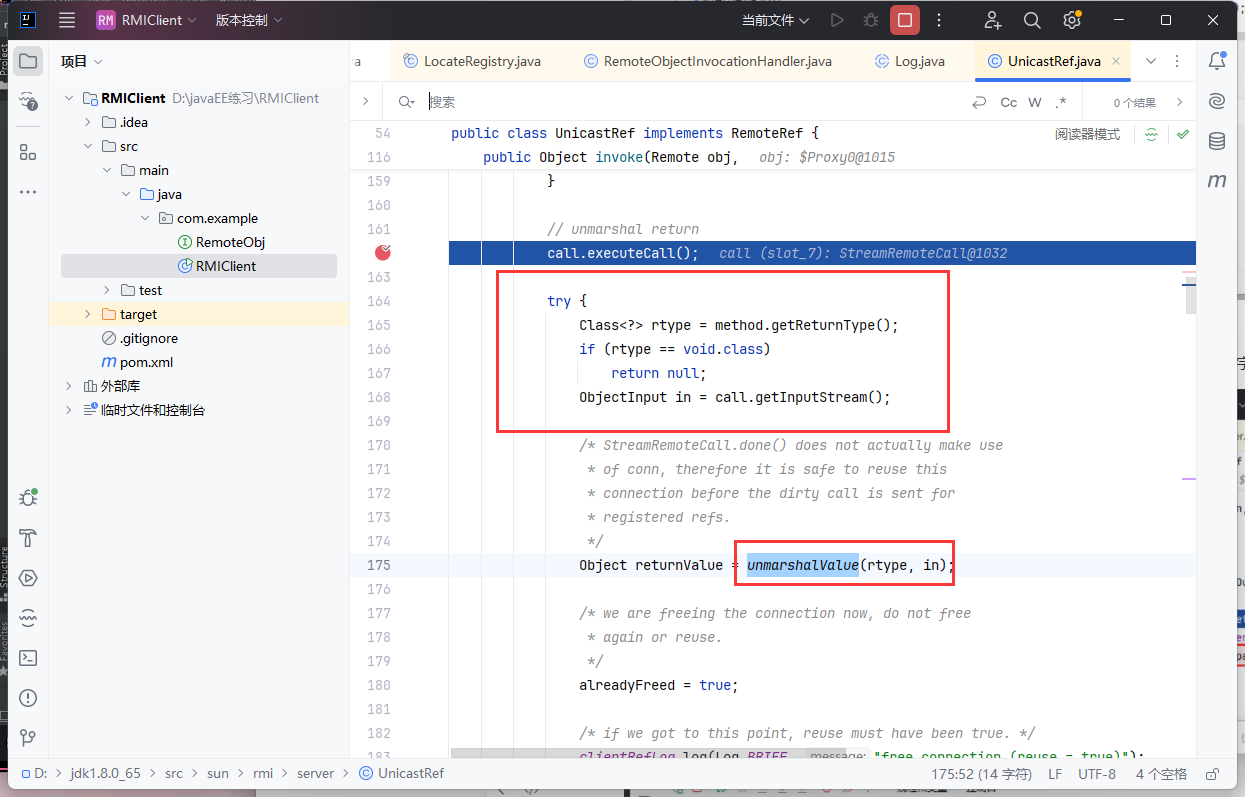 RM RMIClient 版本控制 当前文件
项目
RMIClient D:\javaEE练习\RMIClient
.idea
src
main
java
com.example
RemoteObj
RMIClient
test
target
.gitignore
pom.xml
外部库
临时文件和控制台
va LocateRegistry.java RemoteObjectInvocationHandler.java Log.java UnicastRef.java
搜索 Cc W .* 0 个结果
54 public class UnicastRef implements RemoteRef { 阅读器模式
116 public Object invoke(Remote obj, obj: $Proxy0@1015
159 }
160
161 // unmarshal return
call.executeCall(); call (slot_7): StreamRemoteCall@1032
163
164 try {
165 Class<?> rtype = method.getReturnType();
166 if (rtype == void.class)
167 return null;
168 ObjectInput in = call.getInputStream();
169
170 /* StreamRemoteCall.done() does not actually make use
171 * of conn, therefore it is safe to reuse this
172 * connection before the dirty call is sent for
173 * registered refs.
174 */
175 Object returnValue = unmarshalValue(rtype, in);
176
177 /* we are freeing the connection now, do not free
178 * again or reuse.
179 */
180 alreadyFreed = true;
181
182 /* if we got to this point, reuse must have been true. */
183 clientRefLog.log(Log.BRIEF, message: "free connection (reuse = true)");
D: > jdk1.8.0_65 > src > sun > rmi > server > UnicastRef 175:52 (14 字符) LF UTF-8 4 个空格